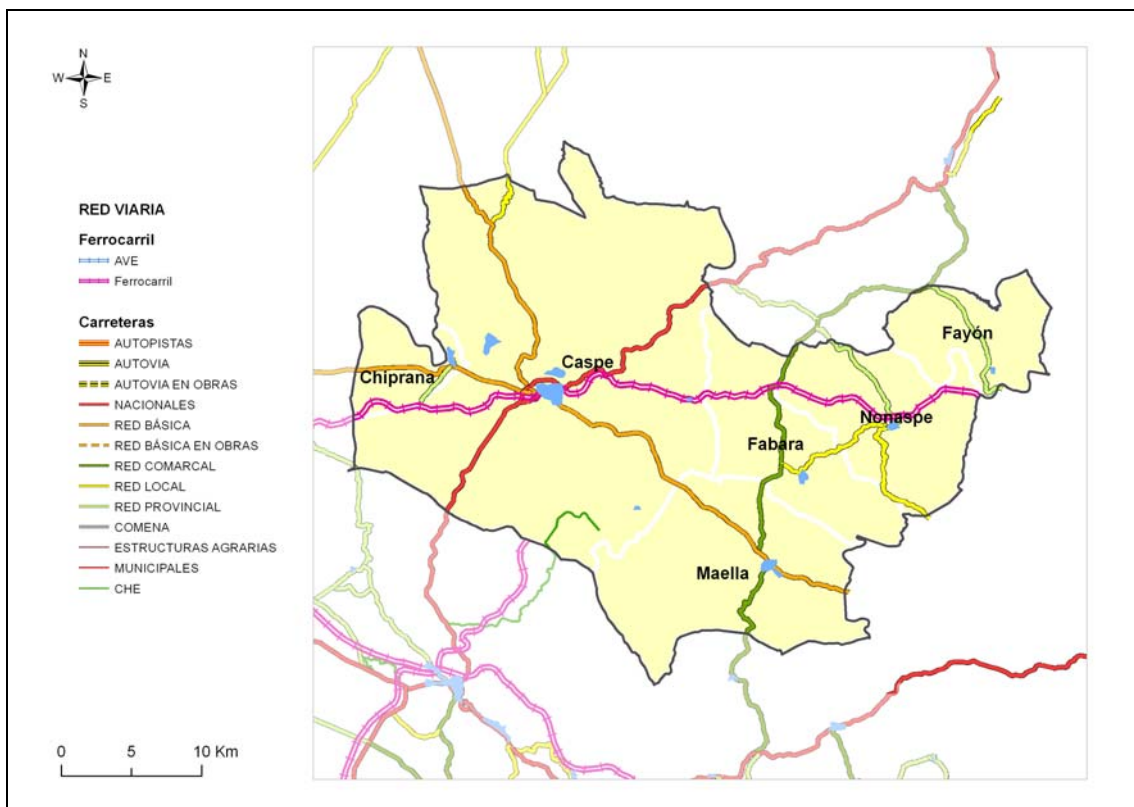 N
W E
S
RED VIARIA
Ferrocarril
AVE
Ferrocarril
Carreteras
AUTOPISTAS
AUTOVIA
AUTOVIA EN OBRAS
NACIONALES
RED BÁSICA
RED BÁSICA EN OBRAS
RED COMARCAL
RED LOCAL
RED PROVINCIAL
COMENA
ESTRUCTURAS AGRARIAS
MUNICIPALES
CHE
0 5 10 Km
Fayón
Caspe
Chiprana
Nonaspe
Fabara
Maella